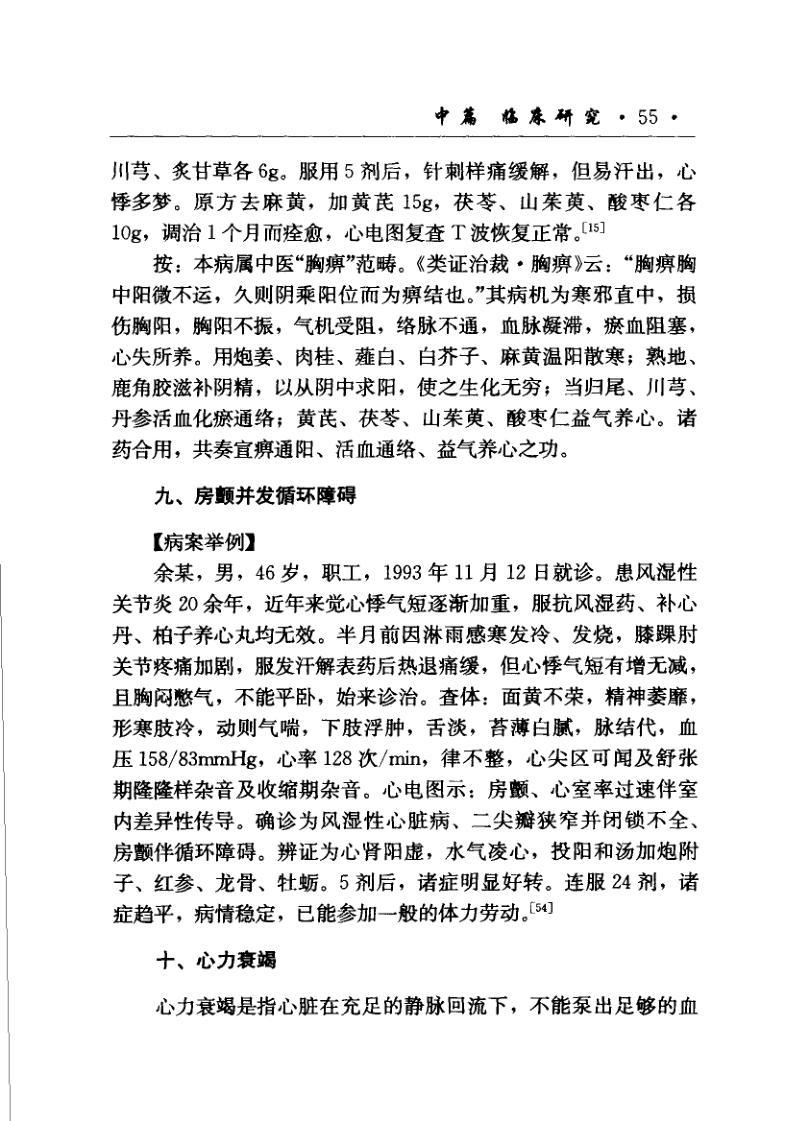 中篇 临床研究 · 55 ·
川芎、炙甘草各 6g。服用 5 剂后，针刺样痛缓解，但易汗出，心
悸多梦。原方去麻黄，加黄芪 15g，茯苓、山茱萸、酸枣仁各
10g，调治 1 个月而痊愈，心电图复查 T 波恢复正常。[15]
按：本病属中医“胸痹”范畴。《类证治裁·胸痹》云：“胸痹胸
中阳微不运，久则阴乘阳位而为痹结也。”其病机为寒邪直中，损
伤胸阳，胸阳不振，气机受阻，络脉不通，血脉凝滞，瘀血阻塞，
心失所养。用炮姜、肉桂、薤白、白芥子、麻黄温阳散寒；熟地、
鹿角胶滋补阴精，以从阴中求阳，使之生化无穷；当归尾、川芎、
丹参活血化瘀通络；黄芪、茯苓、山茱萸、酸枣仁益气养心。诸
药合用，共奏宣痹通阳、活血通络、益气养心之功。
九、房颤并发循环障碍
【病案举例】
余某，男，46 岁，职工，1993 年 11 月 12 日就诊。患风湿性
关节炎 20 余年，近年来觉心悸气短逐渐加重，服抗风湿药、补心
丹、柏子养心丸均无效。半月前因淋雨感寒发冷、发烧，膝踝肘
关节疼痛加剧，服发汗解表药后热退痛缓，但心悸气短有增无减，
且胸闷憋气，不能平卧，始来诊治。查体：面黄不荣，精神萎靡，
形寒肢冷，动则气喘，下肢浮肿，舌淡，苔薄白腻，脉结代，血
压 158/83mmHg，心率 128 次/min，律不整，心尖区可闻及舒张
期隆隆样杂音及收缩期杂音。心电图示：房颤、心室率过速伴室
内差异性传导。确诊为风湿性心脏病、二尖瓣狭窄并闭锁不全、
房颤伴循环障碍。辨证为心肾阳虚，水气凌心，投阳和汤加炮附
子、红参、龙骨、牡蛎。5 剂后，诸症明显好转。连服 24 剂，诸
症趋平，病情稳定，已能参加一般的体力劳动。[54]
十、心力衰竭
心力衰竭是指心脏在充足的静脉回流下，不能泵出足够的血